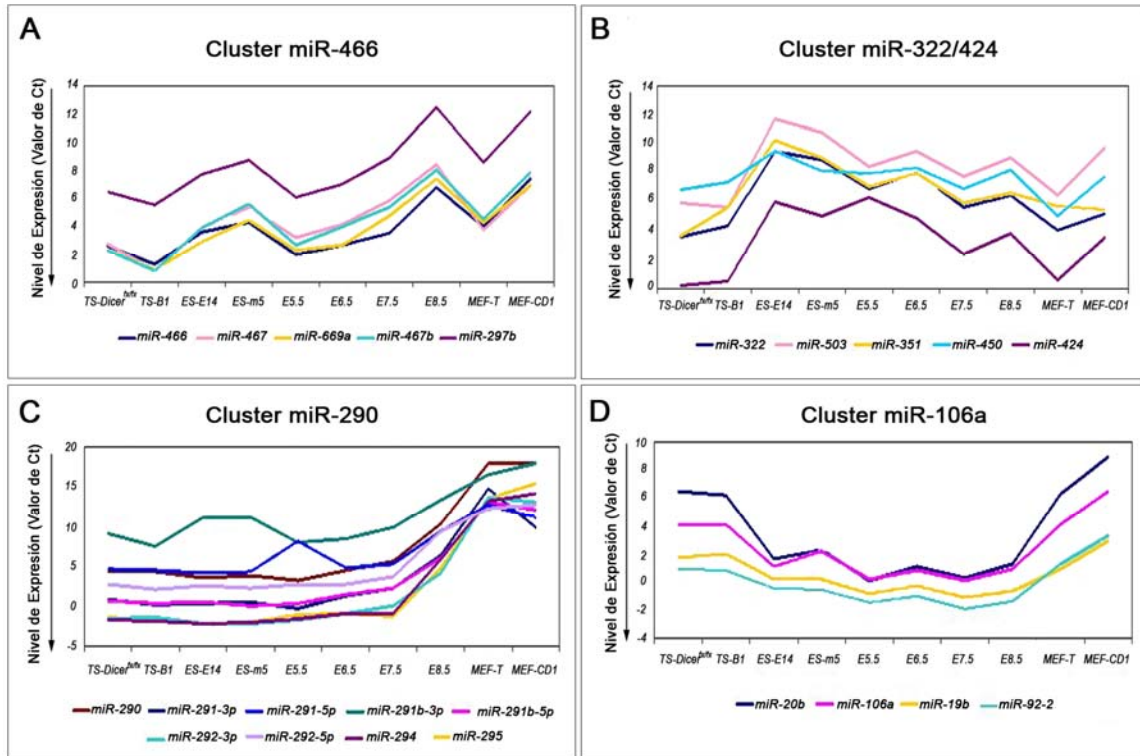 A
Cluster miR-466
Nivel de Expresión (Valor de Ct)
14
12
10
8
6
4
2
0
TS-Dicer^fx/fx TS-B1 ES-E14 ES-m5 E5.5 E6.5 E7.5 E8.5 MEF-T MEF-CD1
miR-466 miR-467 miR-669a miR-467b miR-297b
B
Cluster miR-322/424
Nivel de Expresión (Valor de Ct)
14
12
10
8
6
4
2
0
TS-Dicer^fx/fx TS-B1 ES-E14 ES-m5 E5.5 E6.5 E7.5 E8.5 MEF-T MEF-CD1
miR-322 miR-503 miR-351 miR-450 miR-424
C
Cluster miR-290
Nivel de Expresión (Valor de Ct)
20
15
10
5
0
-5
TS-Dicer^fx/fx TS-B1 ES-E14 ES-m5 E5.5 E6.5 E7.5 E8.5 MEF-T MEF-CD1
miR-290 miR-291-3p miR-291-5p miR-291b-3p miR-291b-5p
miR-292-3p miR-292-5p miR-294 miR-295
D
Cluster miR-106a
Nivel de Expresión (Valor de Ct)
10
8
6
4
2
0
-2
-4
TS-Dicer^fx/fx TS-B1 ES-E14 ES-m5 E5.5 E6.5 E7.5 E8.5 MEF-T MEF-CD1
miR-20b miR-106a miR-19b miR-92-2